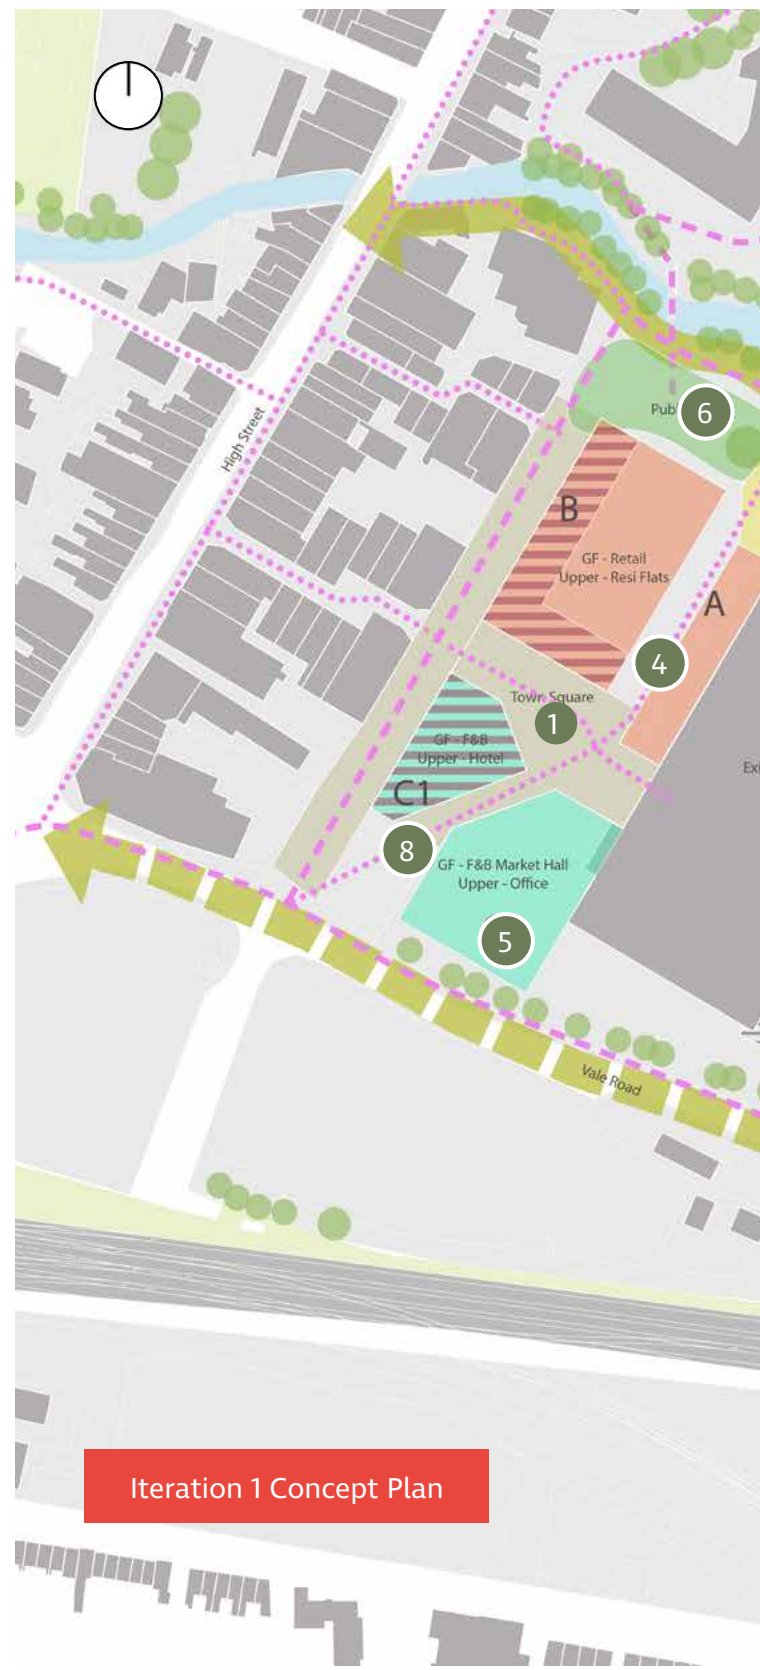 6
High Street
B
GF - Retail
Upper - Resi Flats
A
4
Town Square
1
GF - F&B
Upper - Hotel
C1
8
GF - F&B Market Hall
Upper - Office
5
Vale Road
Iteration 1 Concept Plan